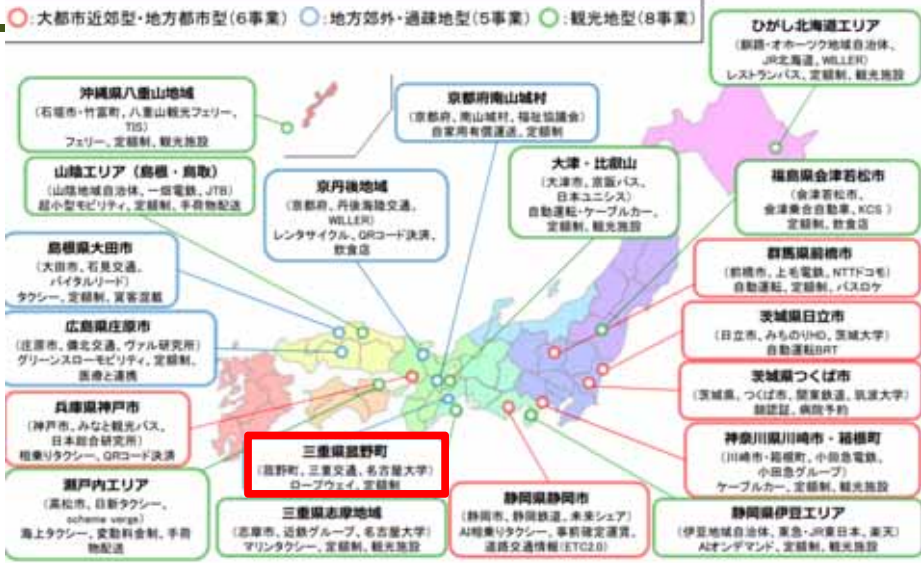 ○:大都市近郊型・地方都市型(6事業) ○:地方郊外・過疎地型(5事業) ○:観光地型(8事業)
ひがし北海道エリア
(釧路・オホーツク地域自治体、
JR北海道、WILLER)
レストランバス、定額制、観光施設
沖縄県八重山地域
(石垣市・竹富町、八重山観光フェリー、
TIS)
フェリー、定額制、観光施設
京都府南山城村
(京都府、南山城村、福祉協議会)
自家用有償運送、定額制
山陰エリア(島根・鳥取)
(山陰地域自治体、一畑電鉄、JTB)
超小型モビリティ、定額制、手荷物配送
京丹後地域
(京都府、丹後海陸交通、
WILLER)
レンタサイクル、QRコード決済、
飲食店
大津・比叡山
(大津市、京阪バス、
日本ユニシス)
自動運転・ケーブルカー、
定額制、観光施設
福島県会津若松市
(会津若松市、
会津乗合自動車、KCS)
定額制、飲食店
島根県大田市
(大田市、石見交通、
バイタルリード)
タクシー、定額制、貨客混載
群馬県前橋市
(前橋市、上毛電鉄、NTTドコモ)
自動運転、定額制、バスロケ
広島県庄原市
(庄原市、備北交通、ヴァル研究所)
グリーンスローモビリティ、定額制、
医療と連携
茨城県日立市
(日立市、みちのりHD、茨城大学)
自動運転BRT
茨城県つくば市
(茨城県、つくば市、関東鉄道、筑波大学)
顔認証、病院予約
兵庫県神戸市
(神戸市、みなと観光バス、
日本総合研究所)
相乗りタクシー、QRコード決済
三重県菰野町
(菰野町、三重交通、名古屋大学)
ロープウェイ、定額制
神奈川県川崎市・箱根町
(川崎市・箱根町、小田急電鉄、
小田急グループ)
ケーブルカー、定額制、観光施設
瀬戸内エリア
(高松市、日新タクシー、
scheme verge)
海上タクシー、変動料金制、手荷
物配送
三重県志摩地域
(志摩市、近鉄グループ、名古屋大学)
マリンタクシー、定額制、観光施設
静岡県静岡市
(静岡市、静岡鉄道、未来シェア)
AI相乗りタクシー、事前確定運賃、
道路交通情報(ETC2.0)
静岡県伊豆エリア
(伊豆地域自治体、東急・JR東日本、楽天)
AIオンデマンド、定額制、観光施設